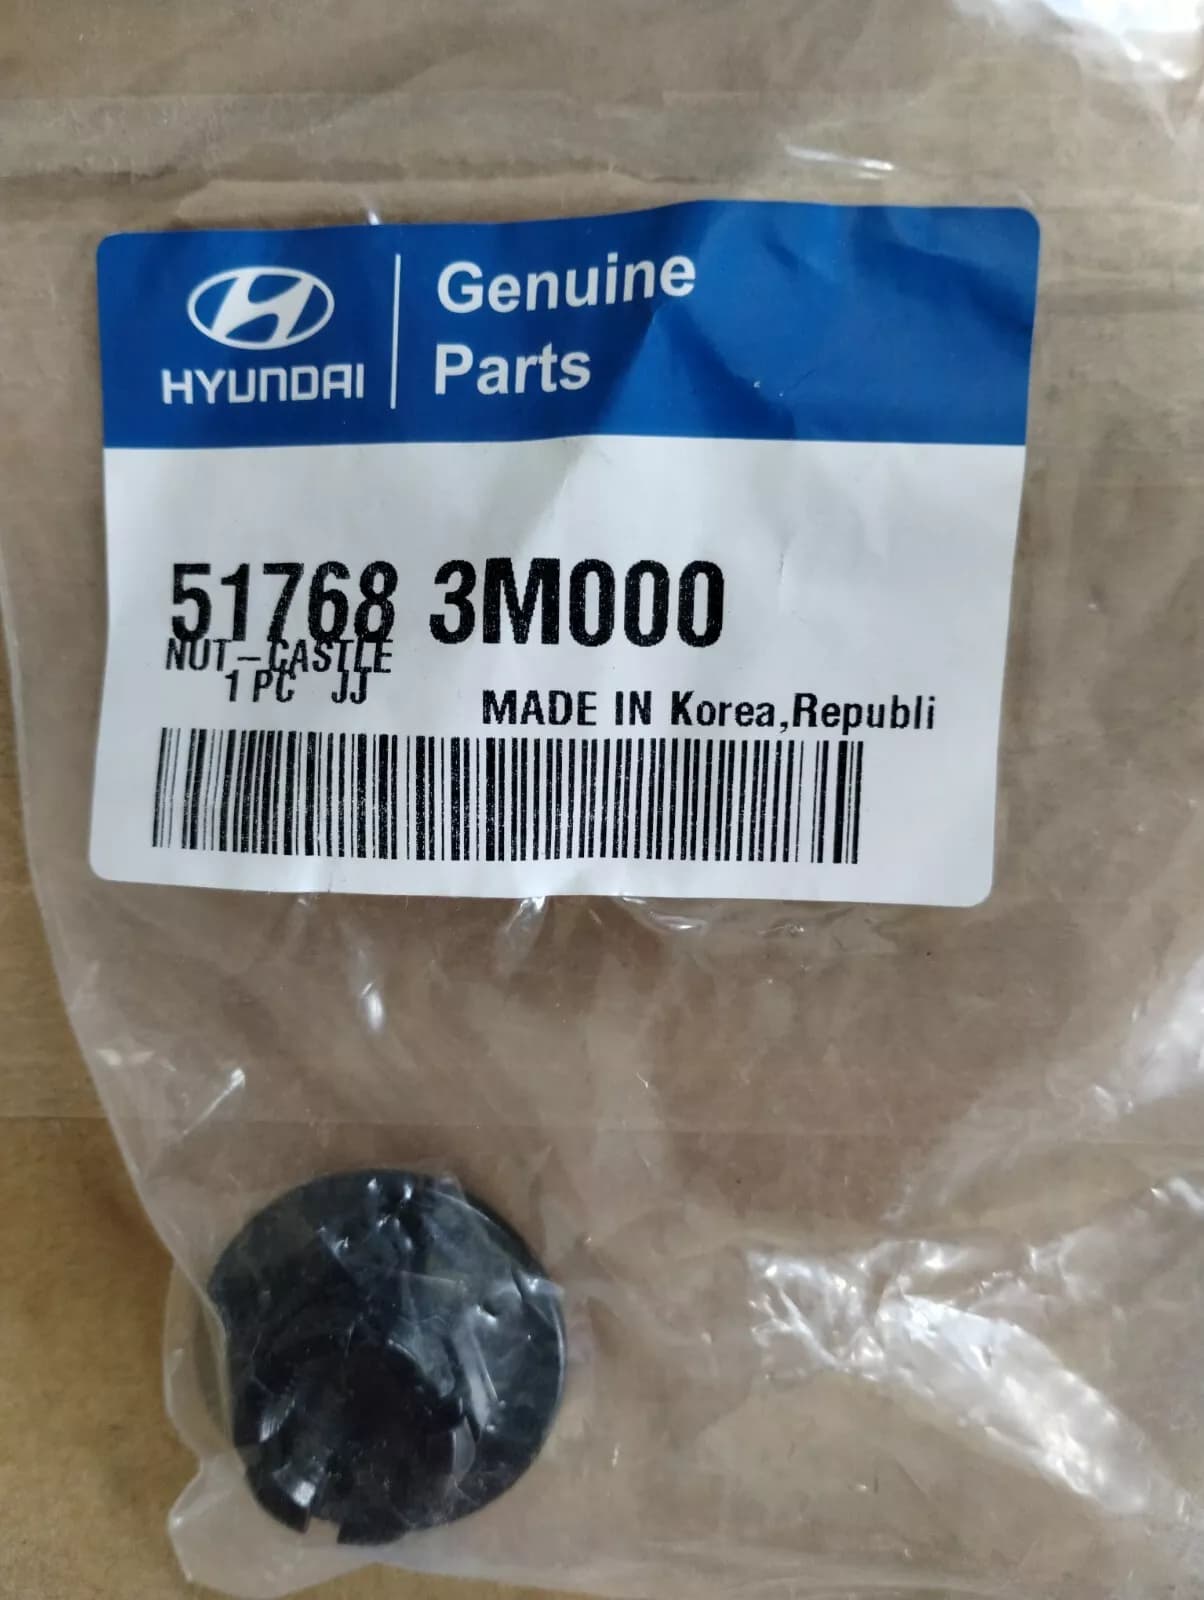 Genuine
Parts
HYUNDAI
51768 3M000
NUT-CASTLE
1 PC JJ
MADE IN Korea,Republi